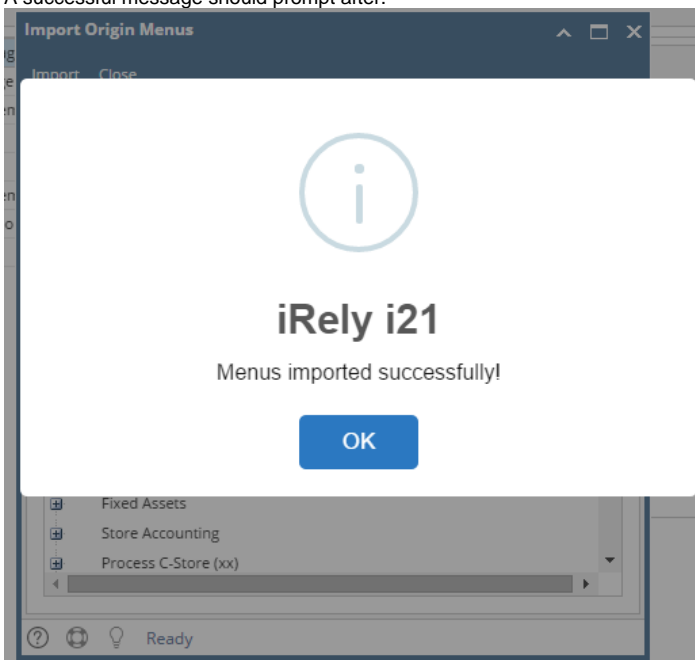 A successful message should prompt after.
Import Origin Menus
Import Close
iRely i21
Menus imported successfully!
OK
Fixed Assets
Store Accounting
Process C-Store (xx)
Ready